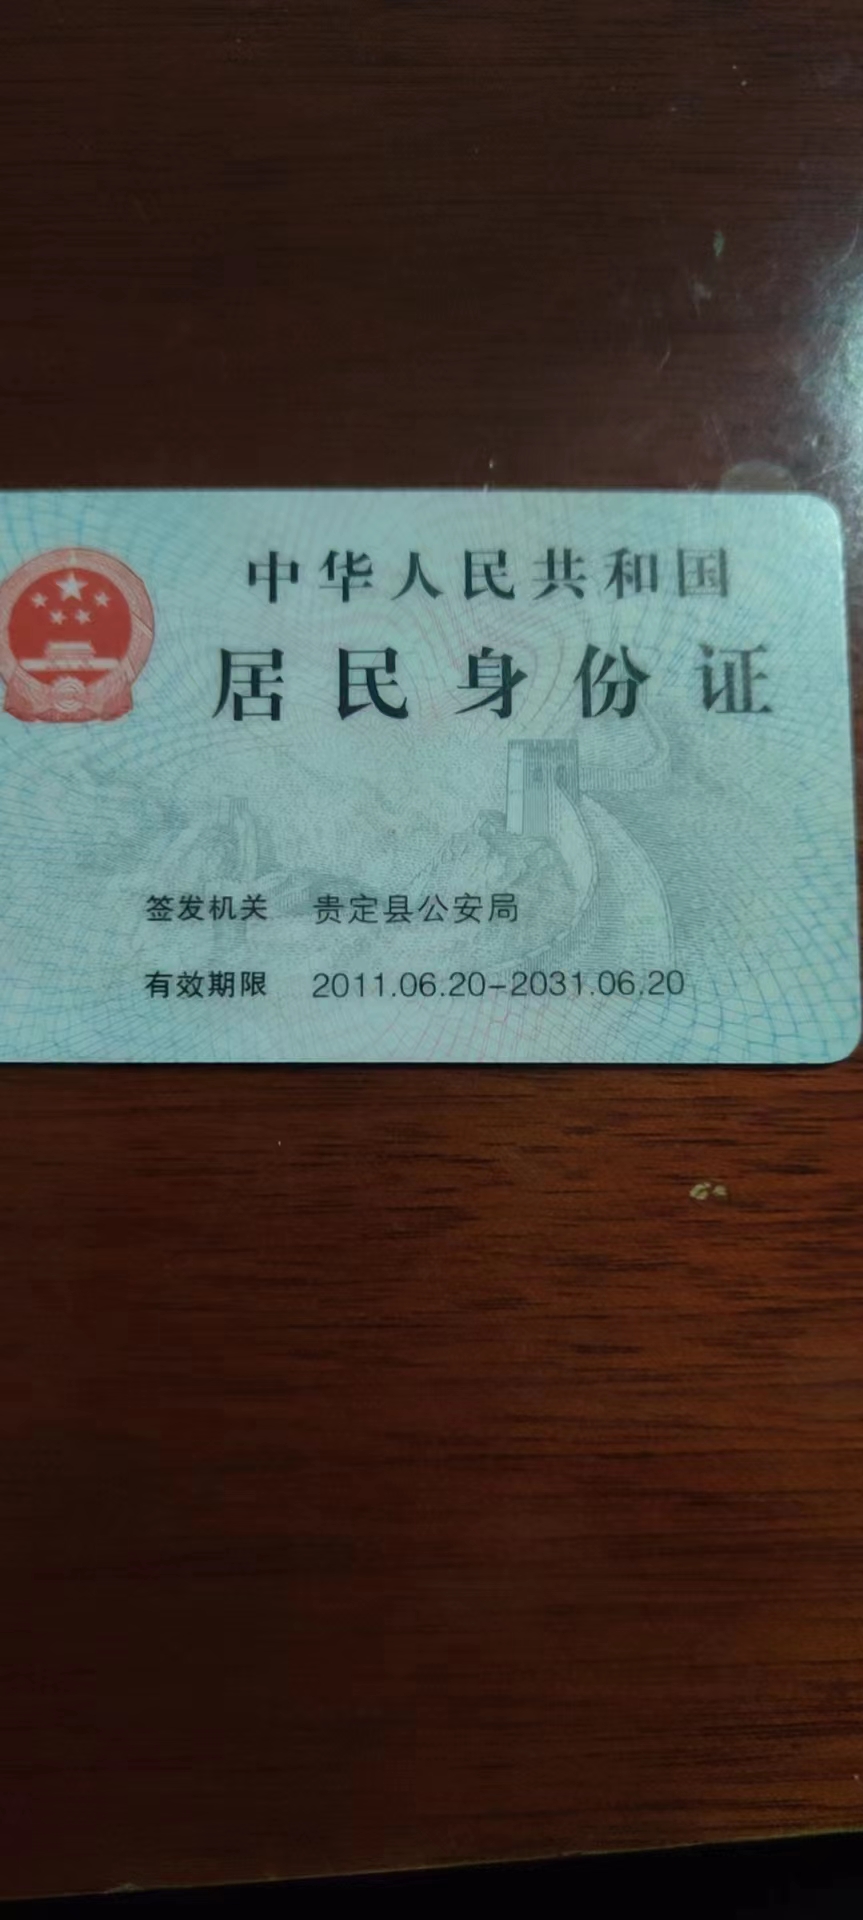 中华人民共和国
居民身份证
签发机关 贵定县公安局
有效期限 2011.06.20-2031.06.20